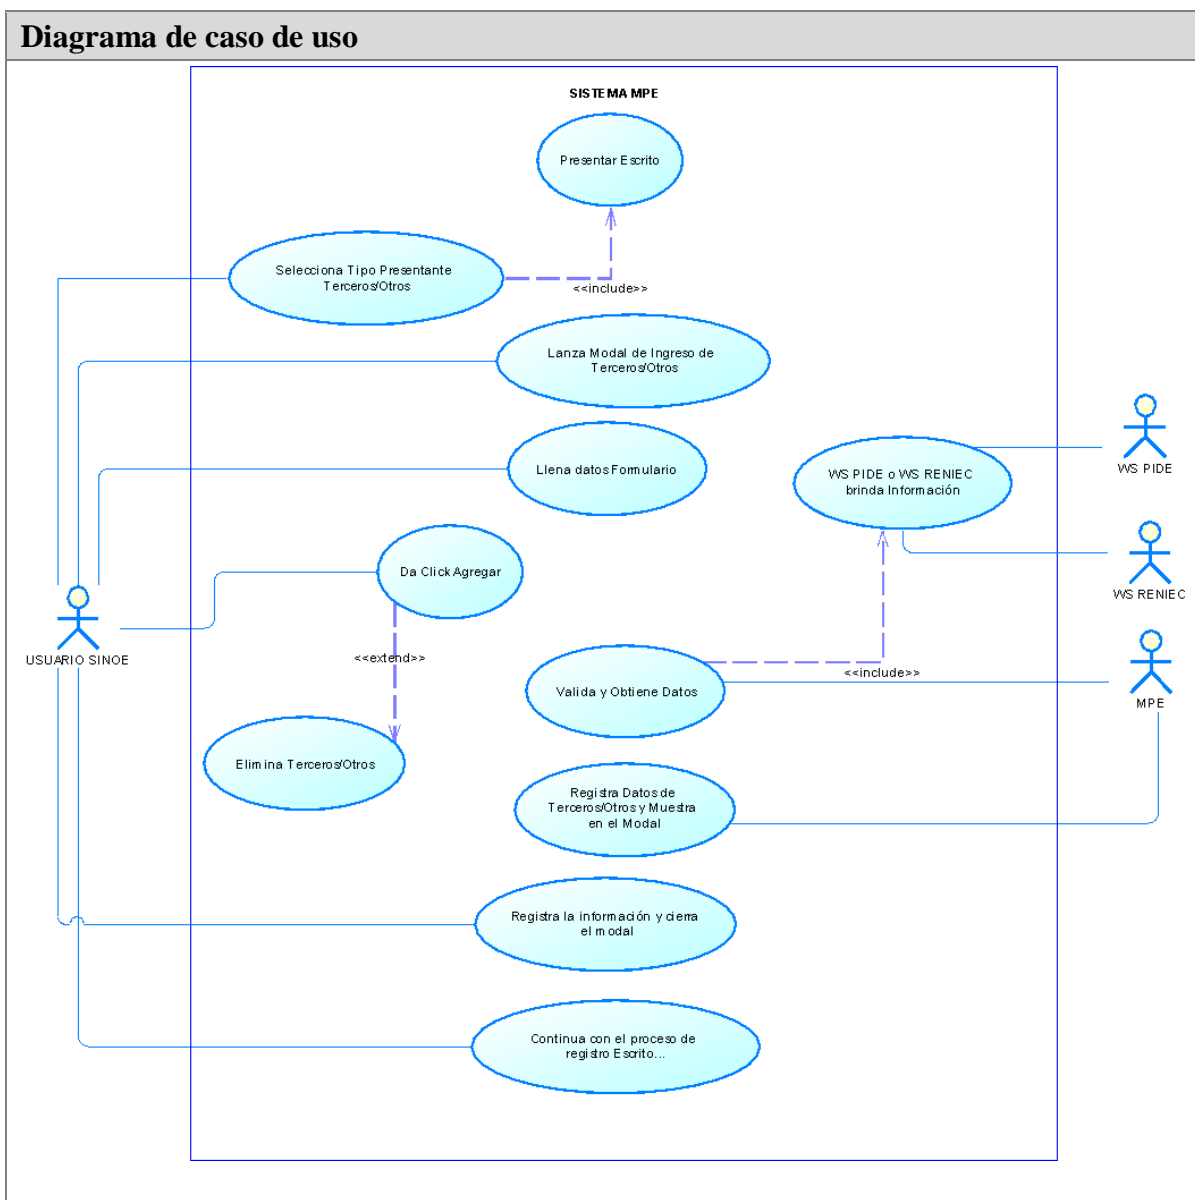 Diagrama de caso de uso
SISTEMA MPE
Presentar Escrito
Selecciona Tipo Presentante
Terceros/Otros
<<include>>
Lanza Modal de Ingreso de
Terceros/Otros
Llena datos Formulario
WS PIDE o WS RENIEC
brinda Información
WS PIDE
Da Click Agregar
WS RENIEC
USUARIO SINOE
<<extend>>
<<include>>
Valida y Obtiene Datos
MPE
Elimina Terceros/Otros
Registra Datos de
Terceros/Otros y Muestra
en el Modal
Registra la información y cierra
el modal
Continua con el proceso de
registro Escrito...